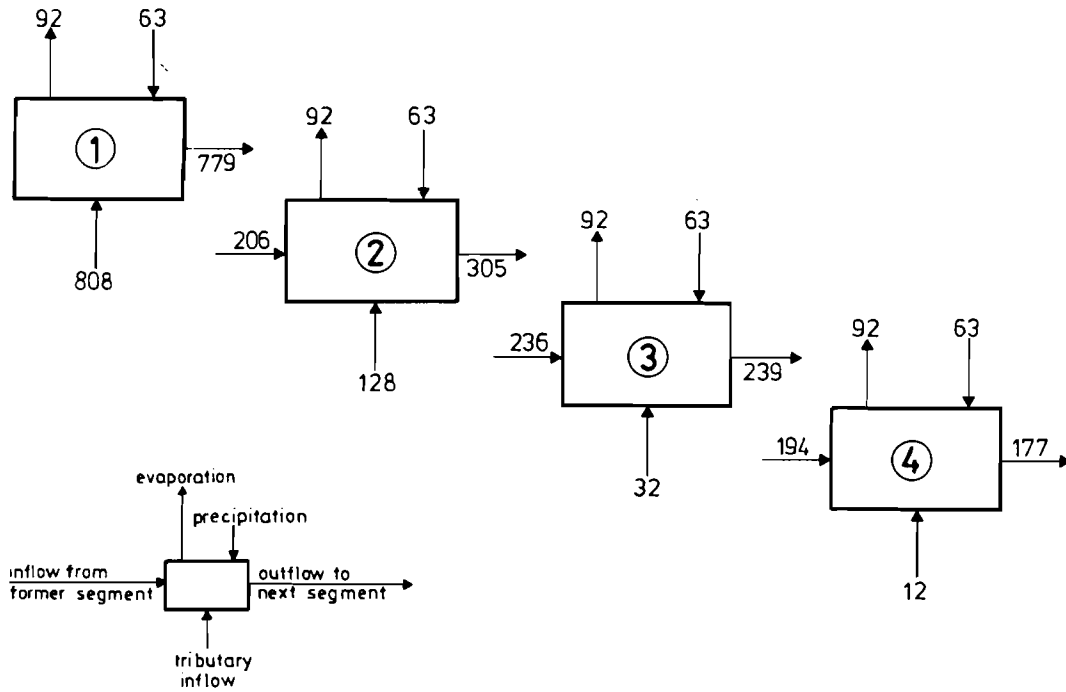 92 63
1
779
808
92 63
206
2
305
128
92 63
236
3
239
32
92 63
194
4
177
12
evaporation
precipitation
inflow from
former segment
outflow to
next segment
tributary
inflow